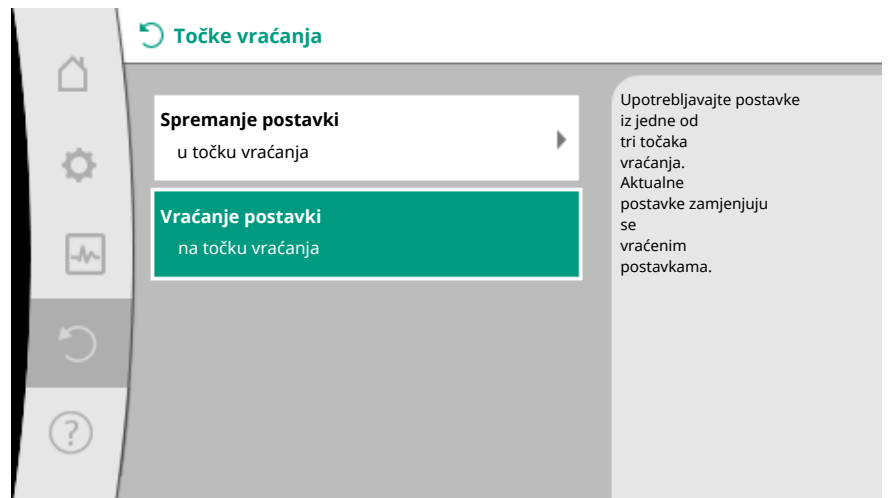 Točke vraćanja
Spremanje postavki
u točku vraćanja
Vraćanje postavki
na točku vraćanja
Upotrebljavajte postavke
iz jedne od
tri točaka
vraćanja.
Aktualne
postavke zamjenjuju
se
vraćenim
postavkama.
?